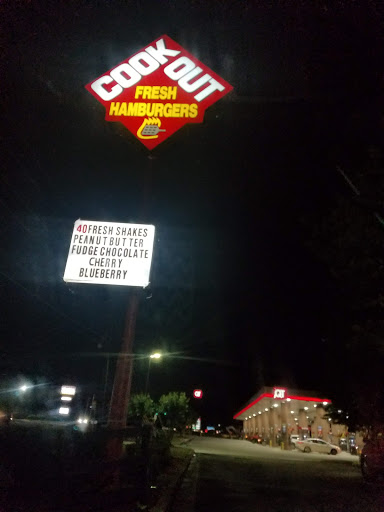 COOK OUT
FRESH
HAMBURGERS
40 FRESH SHAKES
PEANUT BUTTER
FUDGE CHOCOLATE
CHERRY
BLUEBERRY